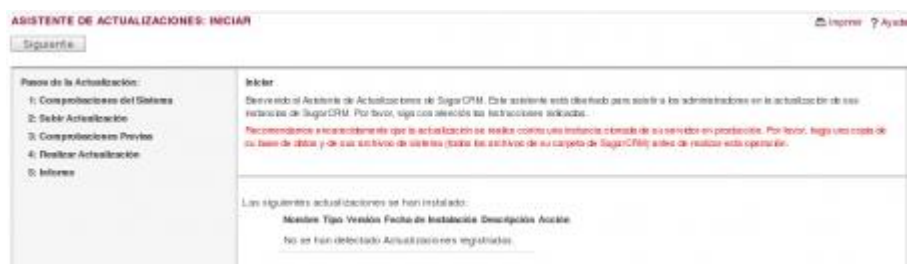 ASISTENTE DE ACTUALIZACIONES: INICIAR
Imprimir ? Ayuda
Siguiente
Pasos de la Actualización:
1: Comprobaciones del Sistema
2: Subir Actualización
3: Comprobaciones Previas
4: Realizar Actualización
5: Informe
Iniciar
Bienvenido al Asistente de Actualizaciones de SugarCRM. Este asistente está diseñado para asistir a los administradores en la actualización de sus
instancias de SugarCRM. Por favor, siga con atención las instrucciones indicadas.
Recomendamos encarecidamente que la actualización se realice contra una instancia clonada de su servidor en producción. Por favor, haga una copia de
su base de datos y de sus archivos de sistema (todos los archivos de su carpeta de SugarCRM) antes de realizar esta operación.
Las siguientes actualizaciones se han instalado:
Nombre Tipo Versión Fecha de Instalación Descripción Acción
No se han detectado Actualizaciones registradas.